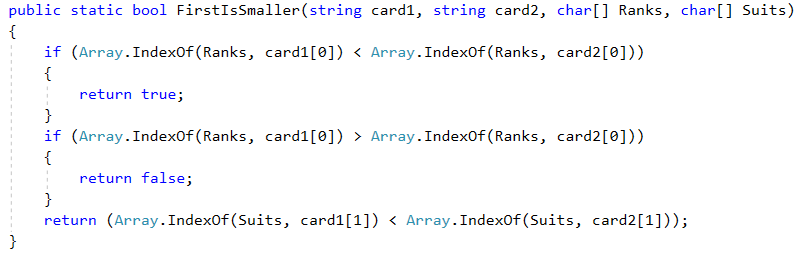 public static bool FirstIsSmaller(string card1, string card2, char[] Ranks, char[] Suits)
{
    if (Array.IndexOf(Ranks, card1[0]) < Array.IndexOf(Ranks, card2[0]))
    {
        return true;
    }
    if (Array.IndexOf(Ranks, card1[0]) > Array.IndexOf(Ranks, card2[0]))
    {
        return false;
    }
    return (Array.IndexOf(Suits, card1[1]) < Array.IndexOf(Suits, card2[1]));
}